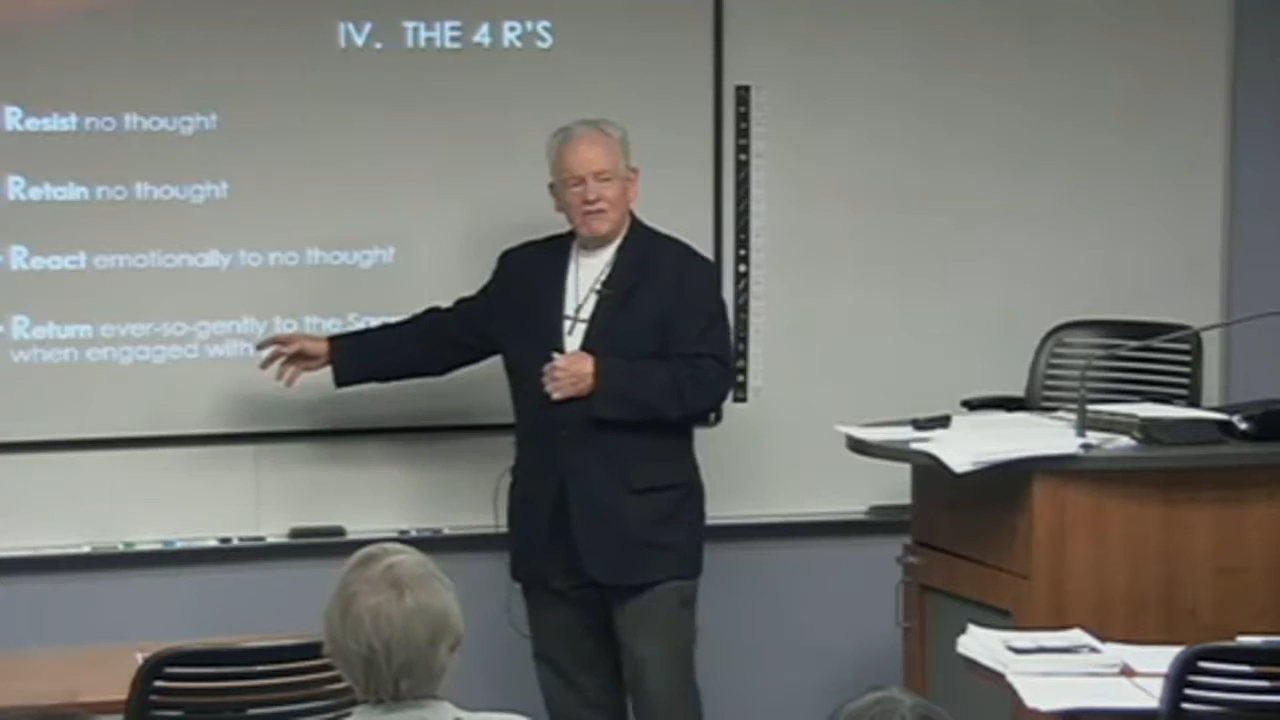 IV. THE 4 R'S
Resist no thought
Retain no thought
React emotionally to no thought
Return ever-so-gently to the
when engaged with